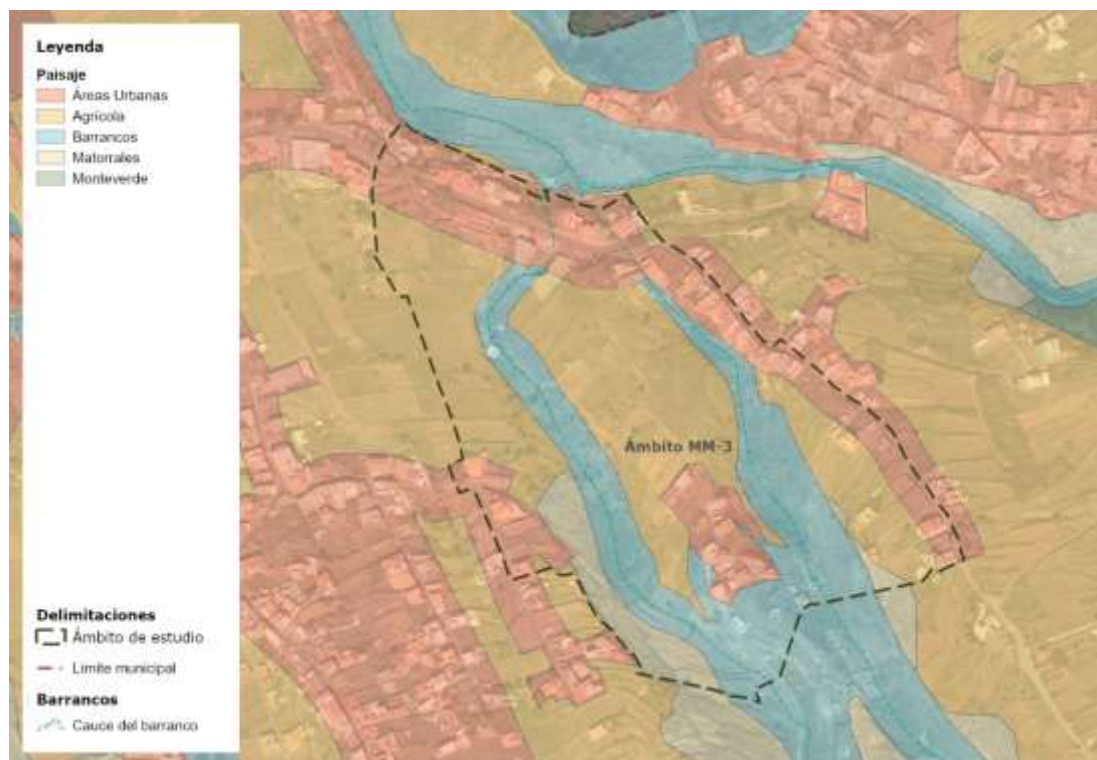 Leyenda
Paisaje
Áreas Urbanas
Agrícola
Barrancos
Matorrales
Monteverde
Ámbito MM-3
Delimitaciones
Ámbito de estudio
Límite municipal
Barrancos
Cauce del barranco